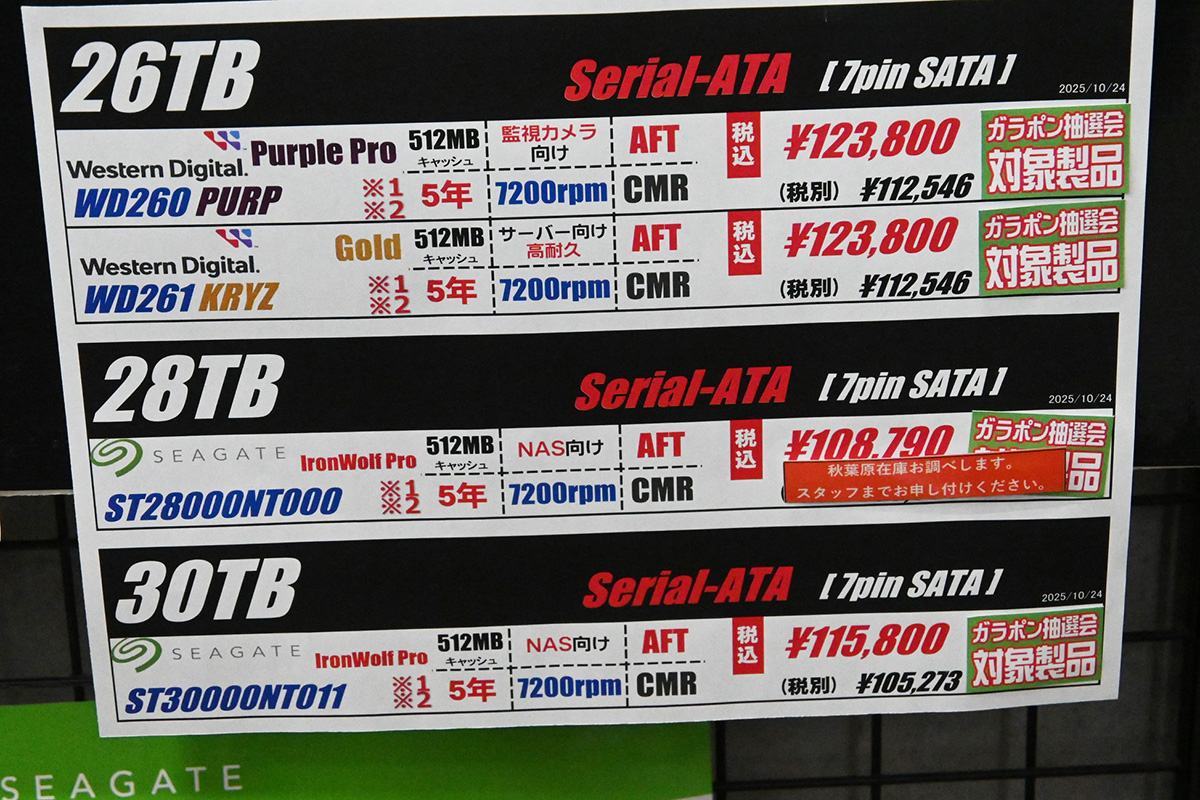 26TB Serial-ATA [ 7pin SATA ] 2025/10/24
Western Digital. Purple Pro 512MB キャッシュ 監視カメラ向け AFT 税込 ¥123,800 ガラポン抽選会 対象製品
WD260 PURP ※1 ※2 5年 7200rpm CMR (税別) ¥112,546
Western Digital. Gold 512MB キャッシュ サーバー向け 高耐久 AFT 税込 ¥123,800 ガラポン抽選会 対象製品
WD261 KRYZ ※1 ※2 5年 7200rpm CMR (税別) ¥112,546
28TB Serial-ATA [ 7pin SATA ] 2025/10/24
SEAGATE IronWolf Pro 512MB キャッシュ NAS向け AFT 税込 ¥108,790 ガラポン抽選会
ST28000NT000 ※1 ※2 5年 7200rpm CMR 秋葉原在庫お調べします。 品
スタッフまでお申し付けください。
30TB Serial-ATA [ 7pin SATA ] 2025/10/24
SEAGATE IronWolf Pro 512MB キャッシュ NAS向け AFT 税込 ¥115,800 ガラポン抽選会 対象製品
ST30000NT011 ※1 ※2 5年 7200rpm CMR (税別) ¥105,273
SEAGATE